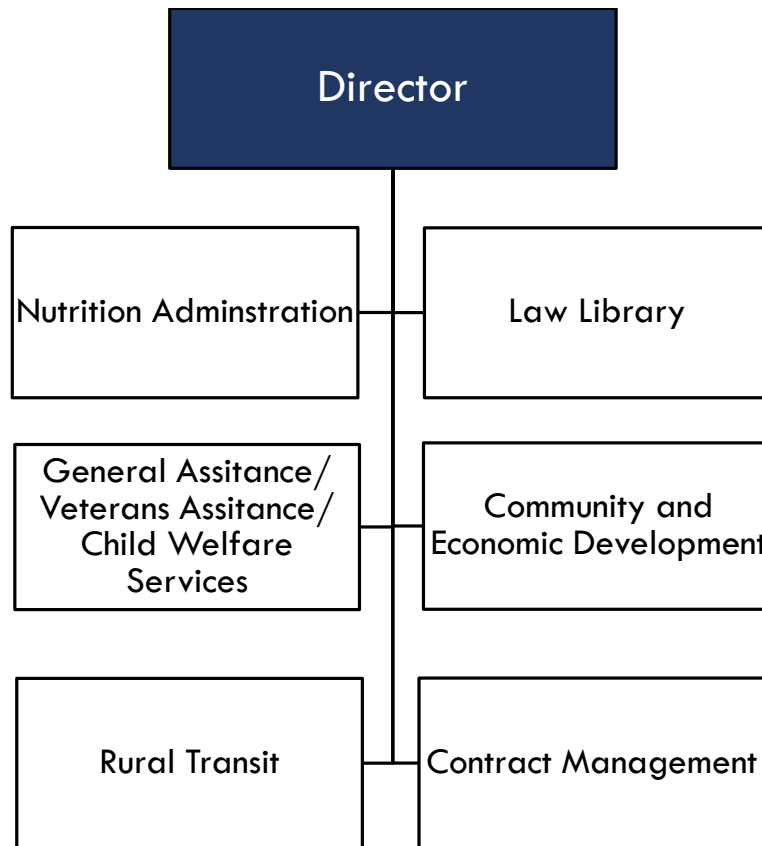 Director
Nutrition Adminstration
Law Library
General Assitance/
Veterans Assitance/
Child Welfare
Services
Community and
Economic Development
Rural Transit
Contract Management